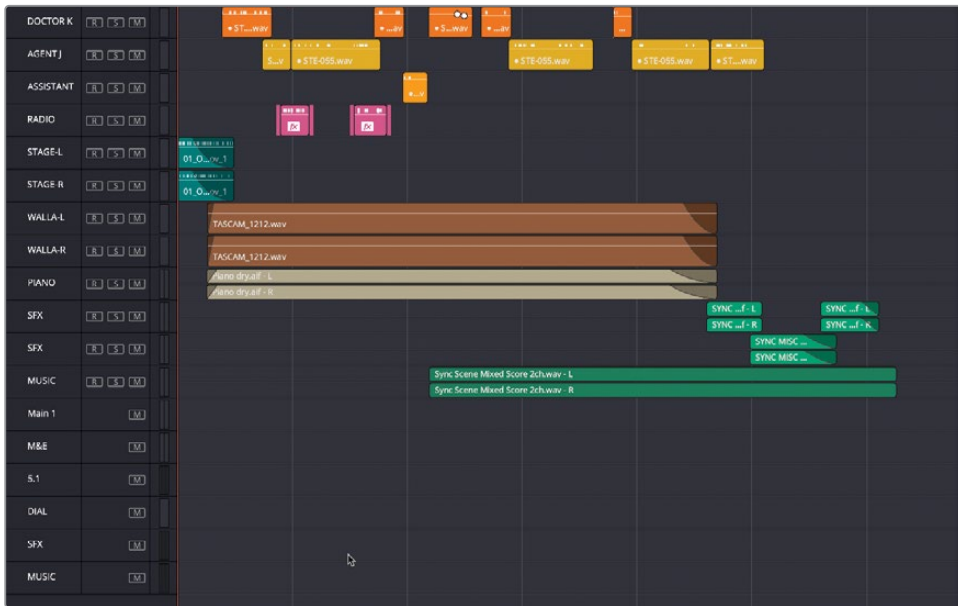 DOCTOR K R S M
ST...wav ...av S...wav ...av ...
AGENT J R S M
S...v STE-055.wav STE-055.wav STE-055.wav ST....wav
ASSISTANT R S M
...v
RADIO R S M
fx fx
STAGE-L R S M
01_O...ov_1
STAGE-R R S M
01_O...ov_1
WALLA-L R S M
TASCAM_1212.wav
WALLA-R R S M
TASCAM_1212.wav
PIANO R S M
Piano dry.aif - L
Piano dry.aif - R
SFX R S M
SYNC ...f - L SYNC ...f - L
SYNC ...f - R SYNC ...f - R
SFX R S M
SYNC MISC ...
SYNC MISC ...
MUSIC R S M
Sync Scene Mixed Score 2ch.wav - L
Sync Scene Mixed Score 2ch.wav - R
Main 1 M
M&E M
5.1 M
DIAL M
SFX M
MUSIC M